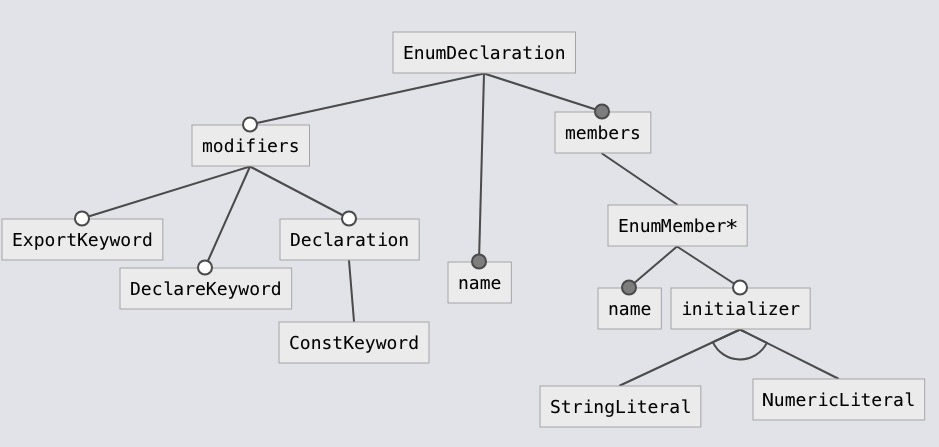 EnumDeclaration
members
modifiers
EnumMember*
ExportKeyword
Declaration
name
DeclareKeyword
name
initializer
ConstKeyword
StringLiteral
NumericLiteral